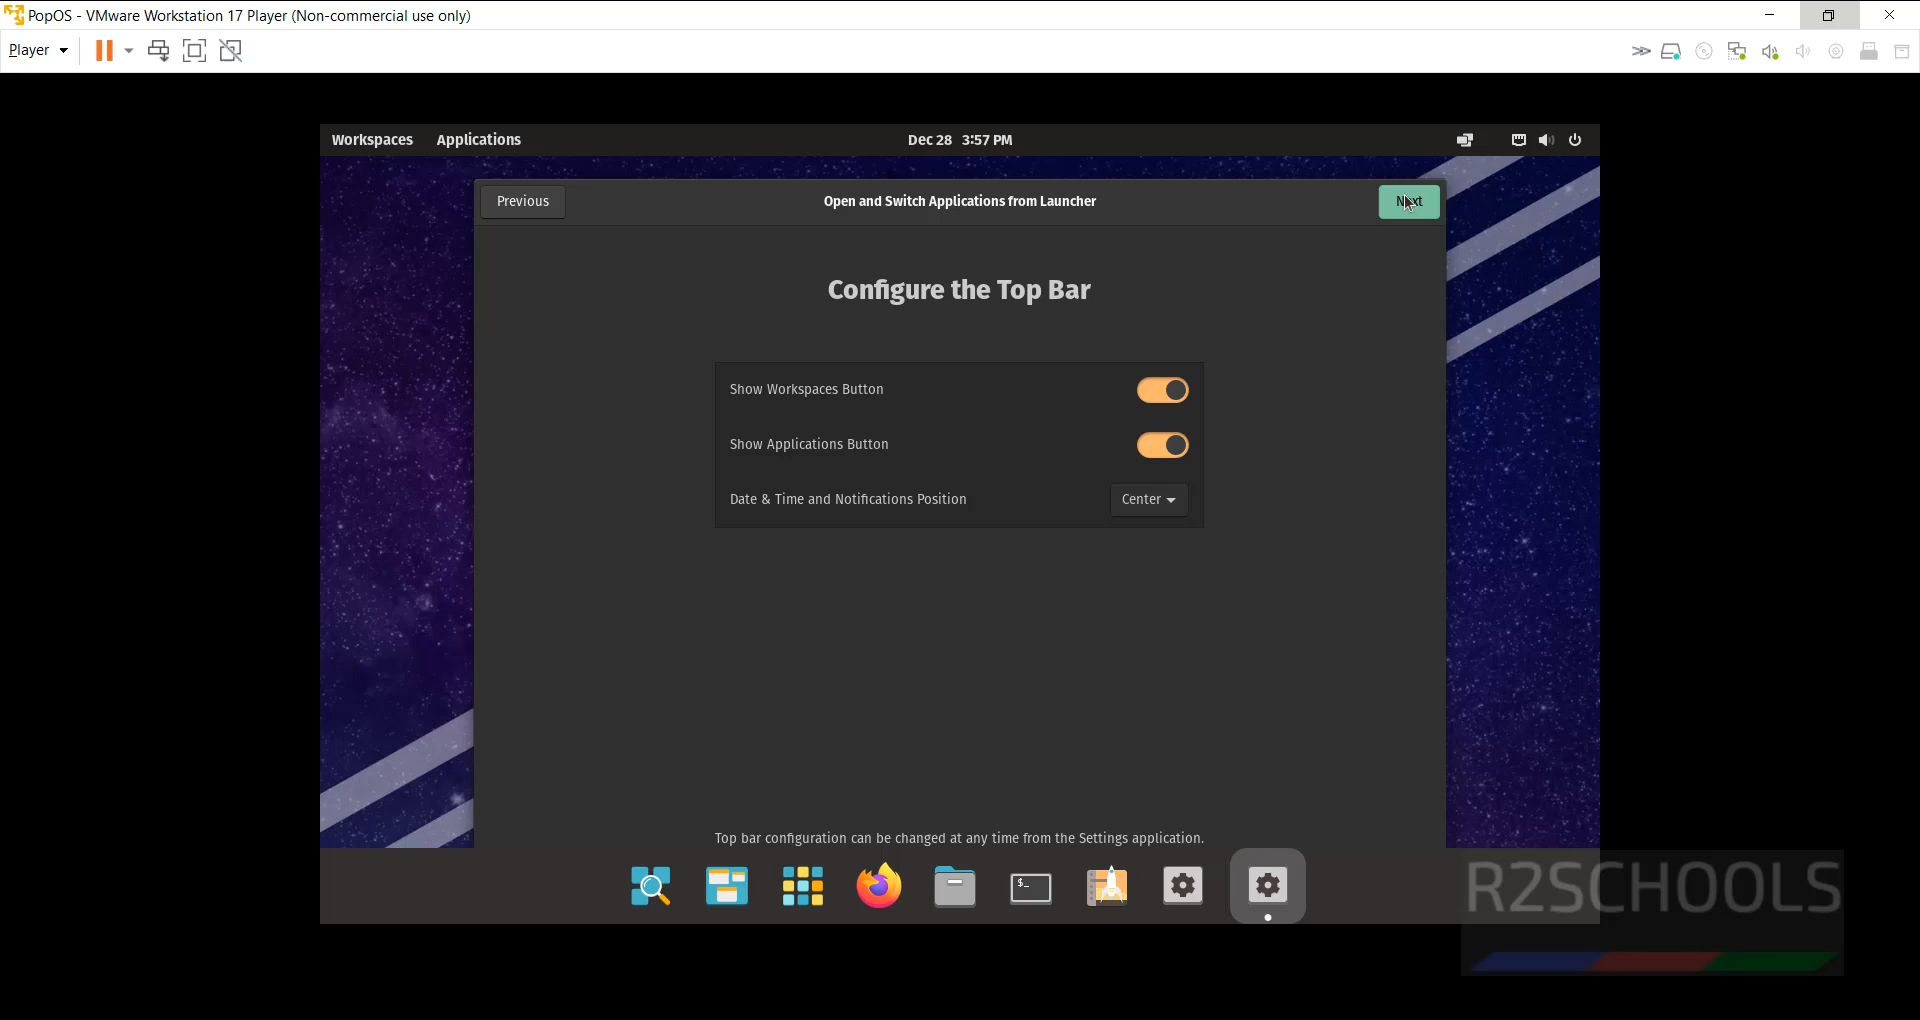 PopOS - VMware Workstation 17 Player (Non-commercial use only)
Player
Workspaces Applications Dec 28 3:57 PM
Previous Open and Switch Applications from Launcher Next
Configure the Top Bar
Show Workspaces Button
Show Applications Button
Date & Time and Notifications Position Center
Top bar configuration can be changed at any time from the Settings application.
$_
R2SCHOOLS